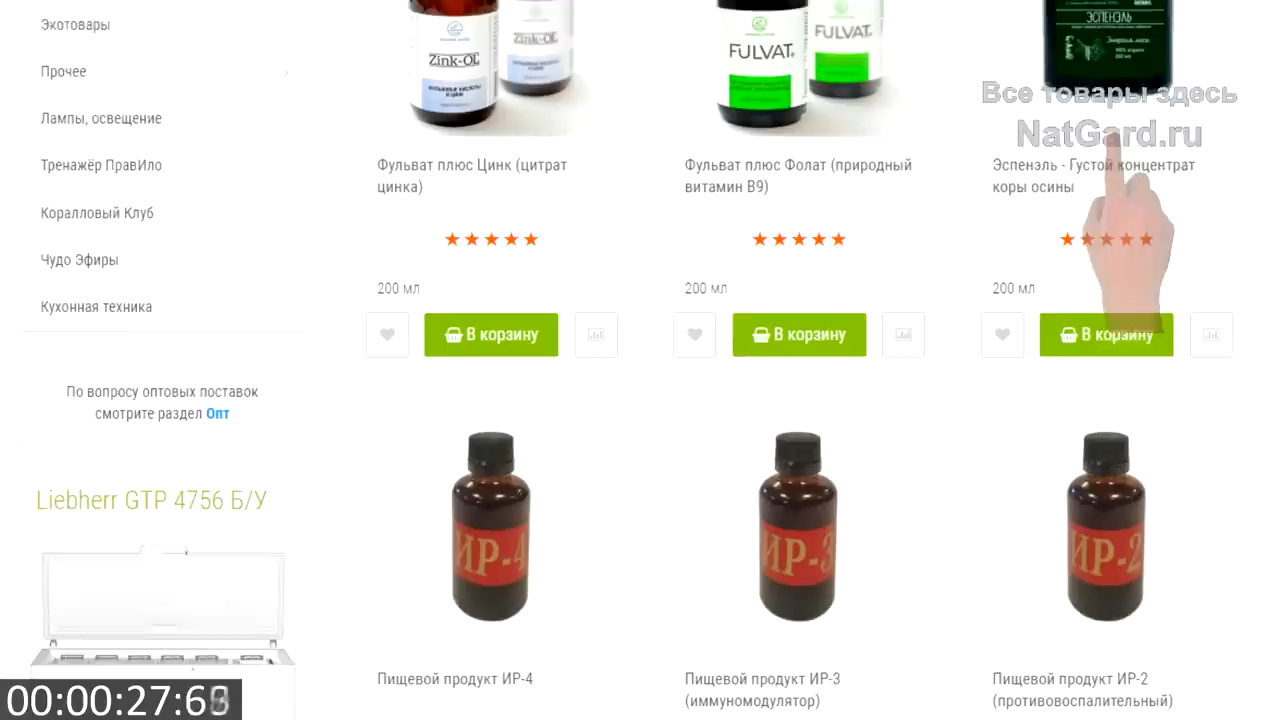 Экотовары
Прочее
Лампы, освещение
Тренажёр ПравИло
Коралловый Клуб
Чудо Эфиры
Кухонная техника
По вопросу оптовых поставок
смотрите раздел Опт
Liebherr GTP 4756 Б/У
Zink-OL
Zink-OL
FULVAT
FULVAT
ЭСПЕНЭЛЬ
Все товары здесь
NatGard.ru
Фульват плюс Цинк (цитрат
цинка)
200 мл
В корзину
Фульват плюс Фолат (природный
витамин В9)
200 мл
В корзину
Эспенэль - Густой концентрат
коры осины
200 мл
В корзину
ИР-4
Пищевой продукт ИР-4
ИР-3
Пищевой продукт ИР-3
(иммуномодулятор)
ИР-2
Пищевой продукт ИР-2
(противовоспалительный)